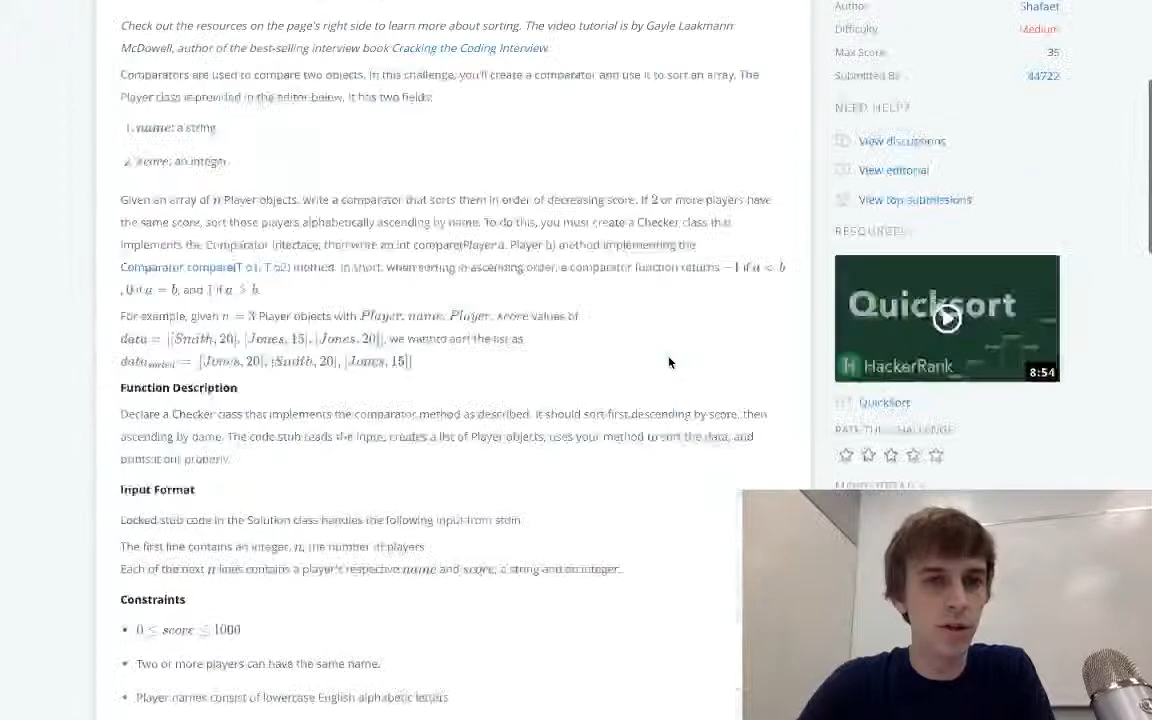 Check out the resources on the page's right side to learn more about sorting. The video tutorial is by Gayle Laakmann
McDowell, author of the best-selling interview book Cracking the Coding Interview.
Comparators are used to compare two objects. In this challenge, you'll create a comparator and use it to sort an array. The
Player class is provided in the editor below. It has two fields:
1. name: a string
2. score: an integer
Given an array of n Player objects, write a comparator that sorts them in order of decreasing score. If 2 or more players have
the same score, sort those players alphabetically ascending by name. To do this, you must create a Checker class that
implements the Comparator interface, then write an int compare(Player a, Player b) method implementing the
Comparator.compare(T o1, T o2) method. In short, when sorting in ascending order, a comparator function returns −1 if a < b
, 0 if a = b, and 1 if a > b.
For example, given n = 3 Player objects with Player.name, Player.score values of
data = [[Smith, 20], [Jones, 15], [Jones, 20]], we want to sort the list as
data sorted = [[Jones, 20], [Smith, 20], [Jones, 15]]
Function Description
Declare a Checker class that implements the comparator method as described. It should sort first descending by score, then
ascending by name. The code stub reads the input, creates a list of Player objects, uses your method to sort the data, and
prints it out properly.
Input Format
Locked stub code in the Solution class handles the following input from stdin:
The first line contains an integer, n, the number of players.
Each of the next n lines contains a player's respective name and score, a string and an integer.
Constraints
• 0 ≤ score ≤ 1000
• Two or more players can have the same name.
• Player names consist of lowercase English alphabetic letters.
Author Shafaet
Difficulty Medium
Max Score 35
Submitted By 44722
NEED HELP?
View discussions
View editorial
View top submissions
RESOURCES
Quicksort
HackerRank
8:54
QuickSort
RATE THIS CHALLENGE
MORE DETAILS